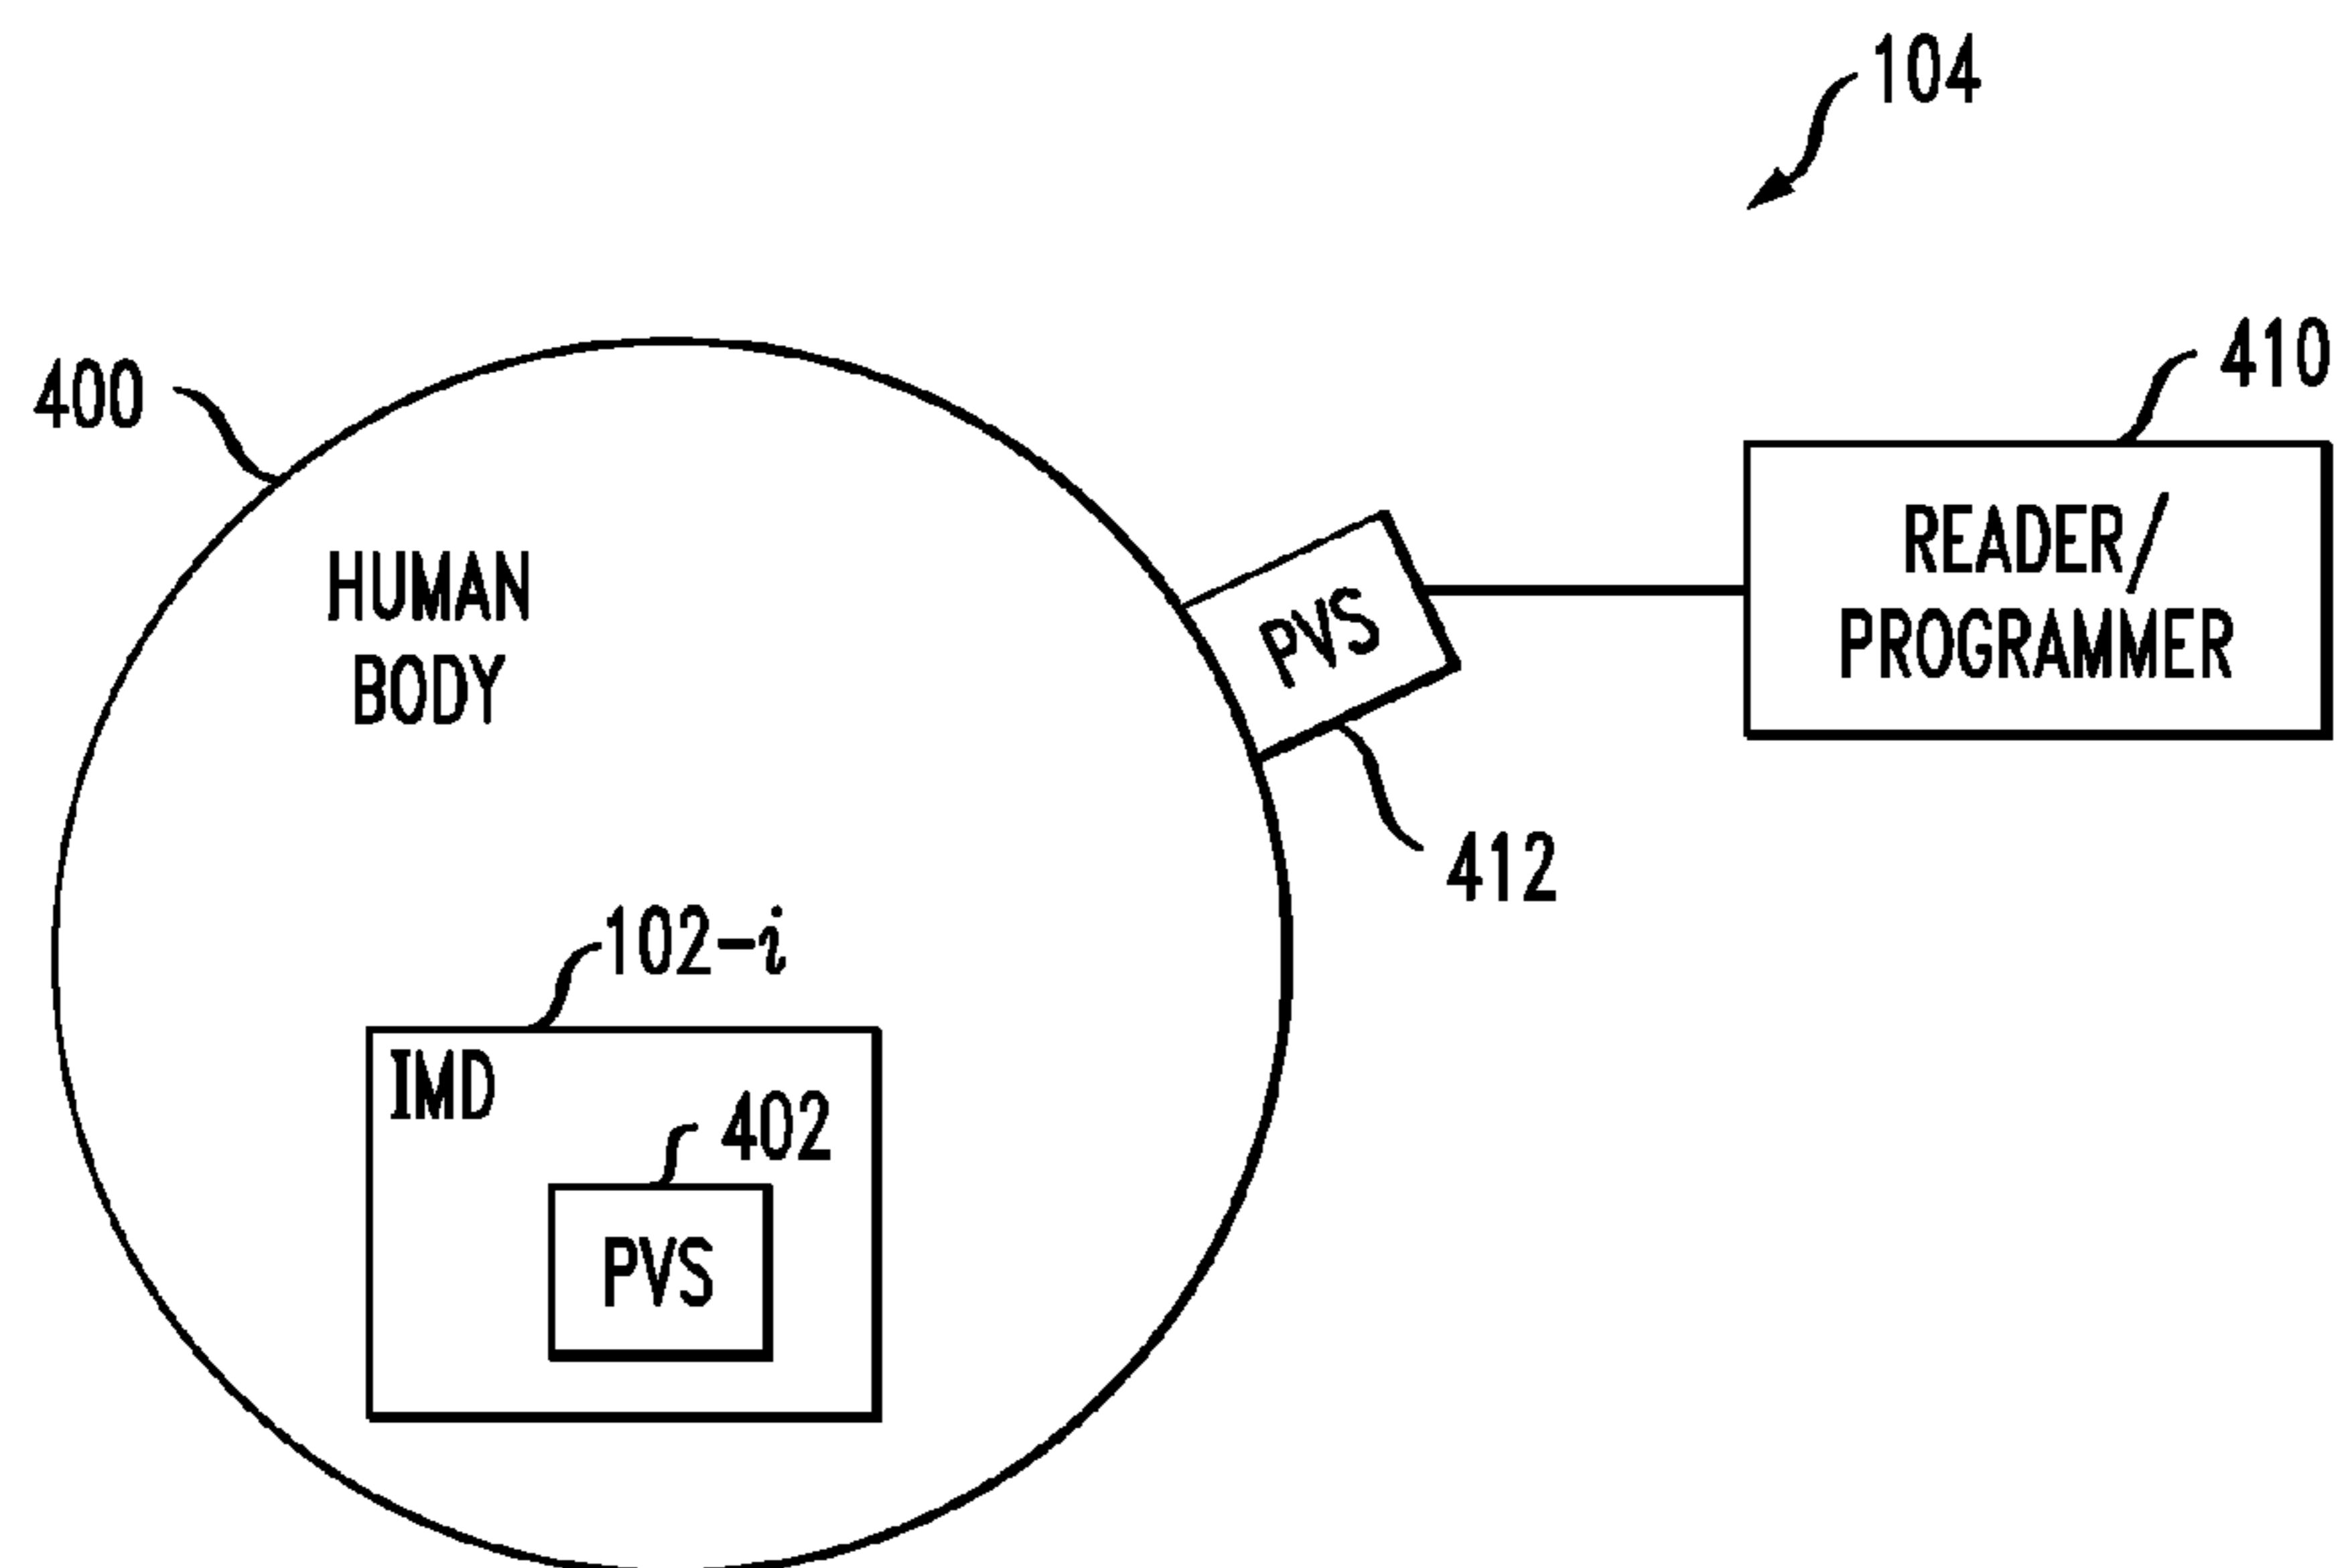 104
410
400
READER/
PROGRAMMER
HUMAN
BODY
PVS
412
102-i
IMD
402
PVS